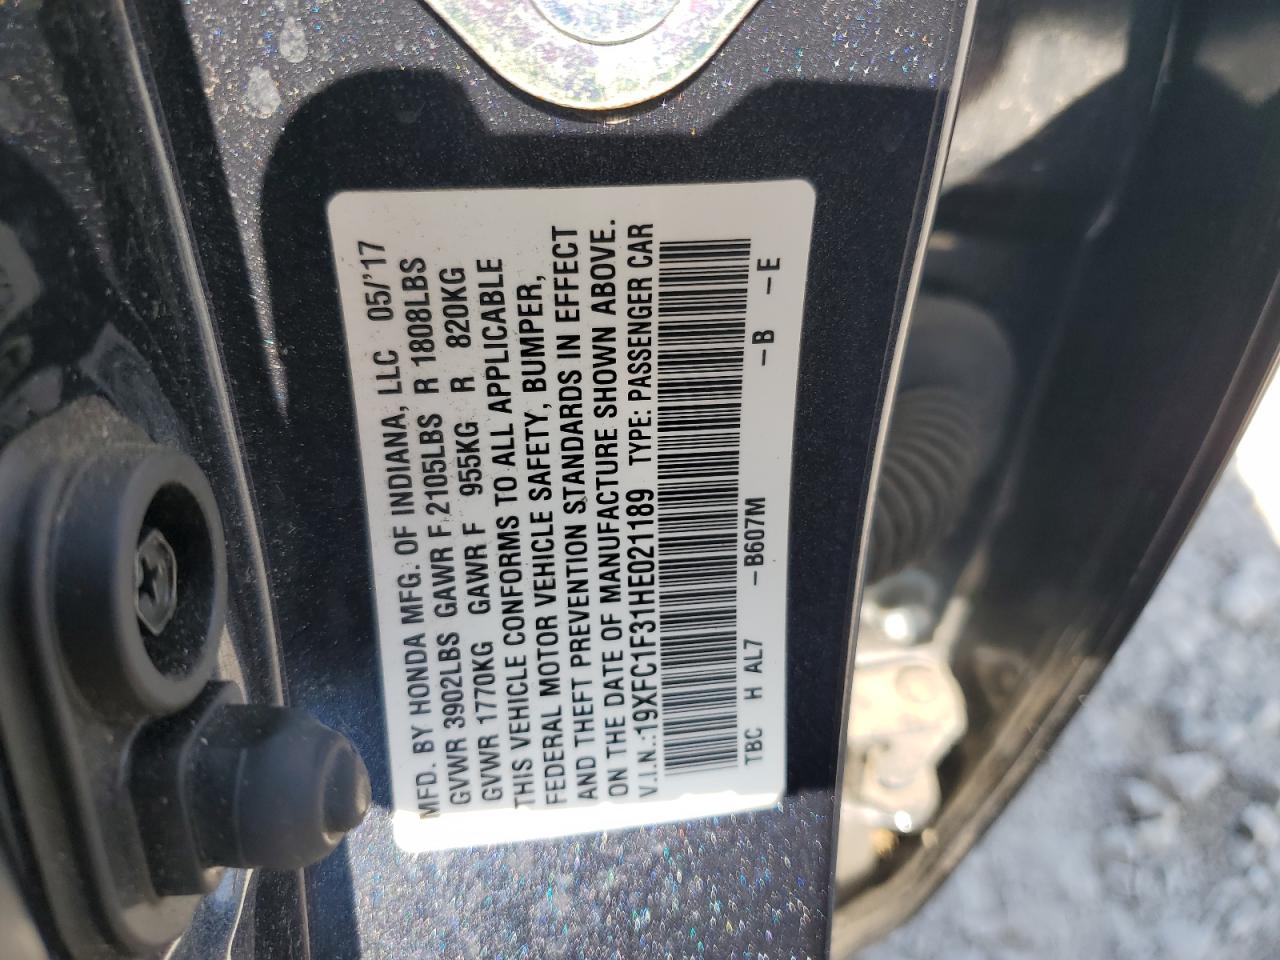 MFD. BY HONDA MFG. OF INDIANA, LLC 05/'17
GVWR 3902LBS GAWR F 2105LBS R 1808LBS
GVWR 1770KG GAWR F 955KG R 820KG
THIS VEHICLE CONFORMS TO ALL APPLICABLE
FEDERAL MOTOR VEHICLE SAFETY, BUMPER,
AND THEFT PREVENTION STANDARDS IN EFFECT
ON THE DATE OF MANUFACTURE SHOWN ABOVE.
V.I.N.:19XFC1F31HE021189 TYPE: PASSENGER CAR
TBC H AL7 -B607M -B -E